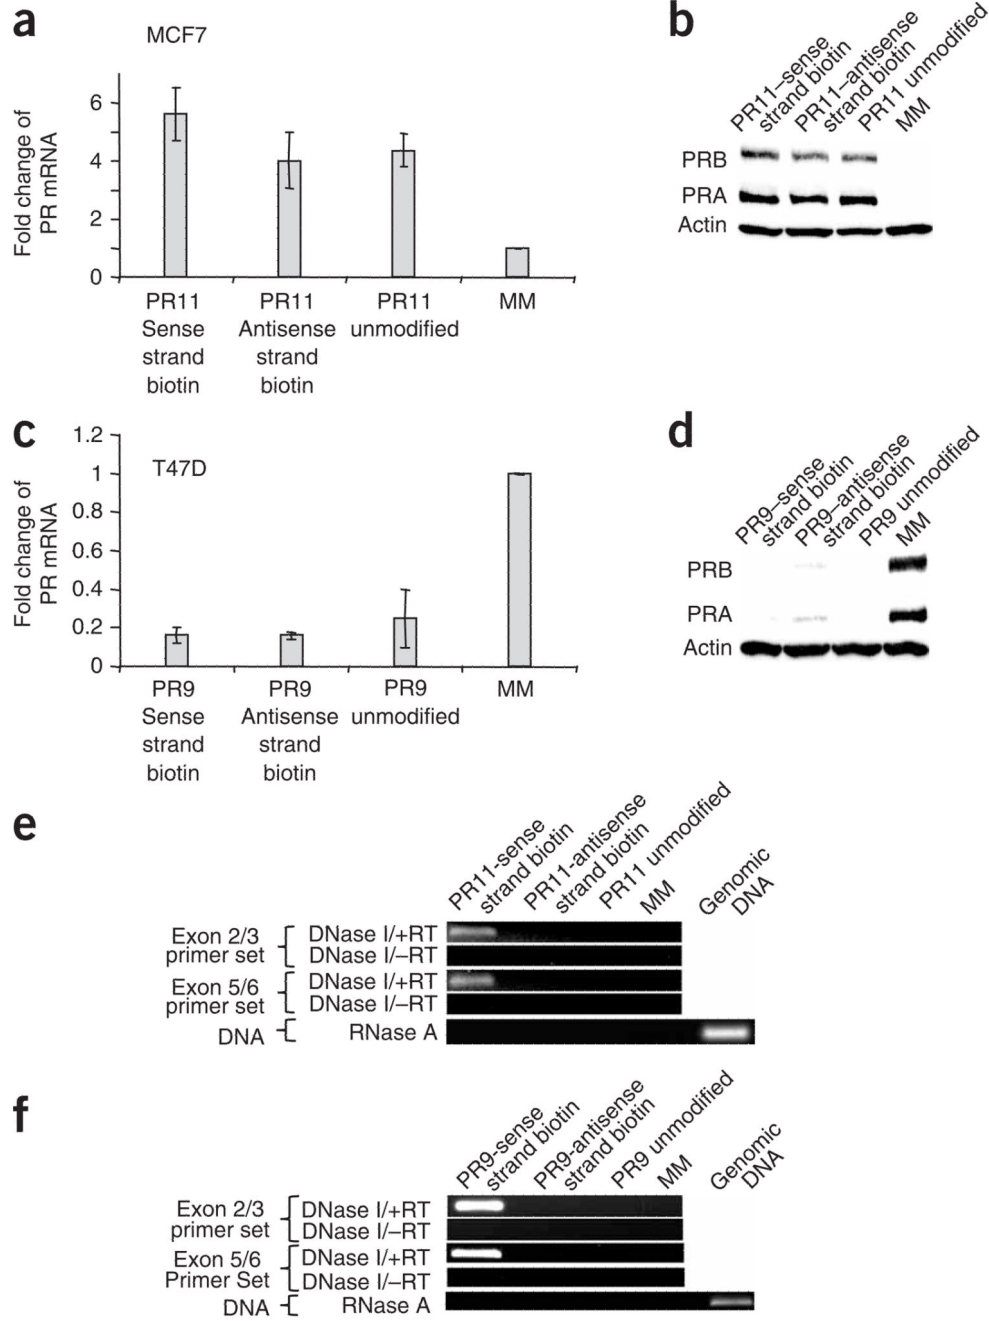 a
MCF7
Fold change of
PR mRNA
6
4
2
0
PR11
Sense
strand
biotin
PR11
Antisense
strand
biotin
PR11
unmodified
MM
b
PR11–sense
strand biotin
PR11–antisense
strand biotin
PR11 unmodified
MM
PRB
PRA
Actin
c
T47D
Fold change of
PR mRNA
1.2
1
0.8
0.6
0.4
0.2
0
PR9
Sense
strand
biotin
PR9
Antisense
strand
biotin
PR9
unmodified
MM
d
PR9–sense
strand biotin
PR9–antisense
strand biotin
PR9 unmodified
MM
PRB
PRA
Actin
e
PR11-sense
strand biotin
PR11-antisense
strand biotin
PR11 unmodified
MM
Genomic
DNA
Exon 2/3
primer set
DNase I/+RT
DNase I/–RT
Exon 5/6
primer set
DNase I/+RT
DNase I/–RT
DNA
RNase A
f
PR9-sense
strand biotin
PR9-antisense
strand biotin
PR9 unmodified
MM
Genomic
DNA
Exon 2/3
primer set
DNase I/+RT
DNase I/–RT
Exon 5/6
Primer Set
DNase I/+RT
DNase I/–RT
DNA
RNase A